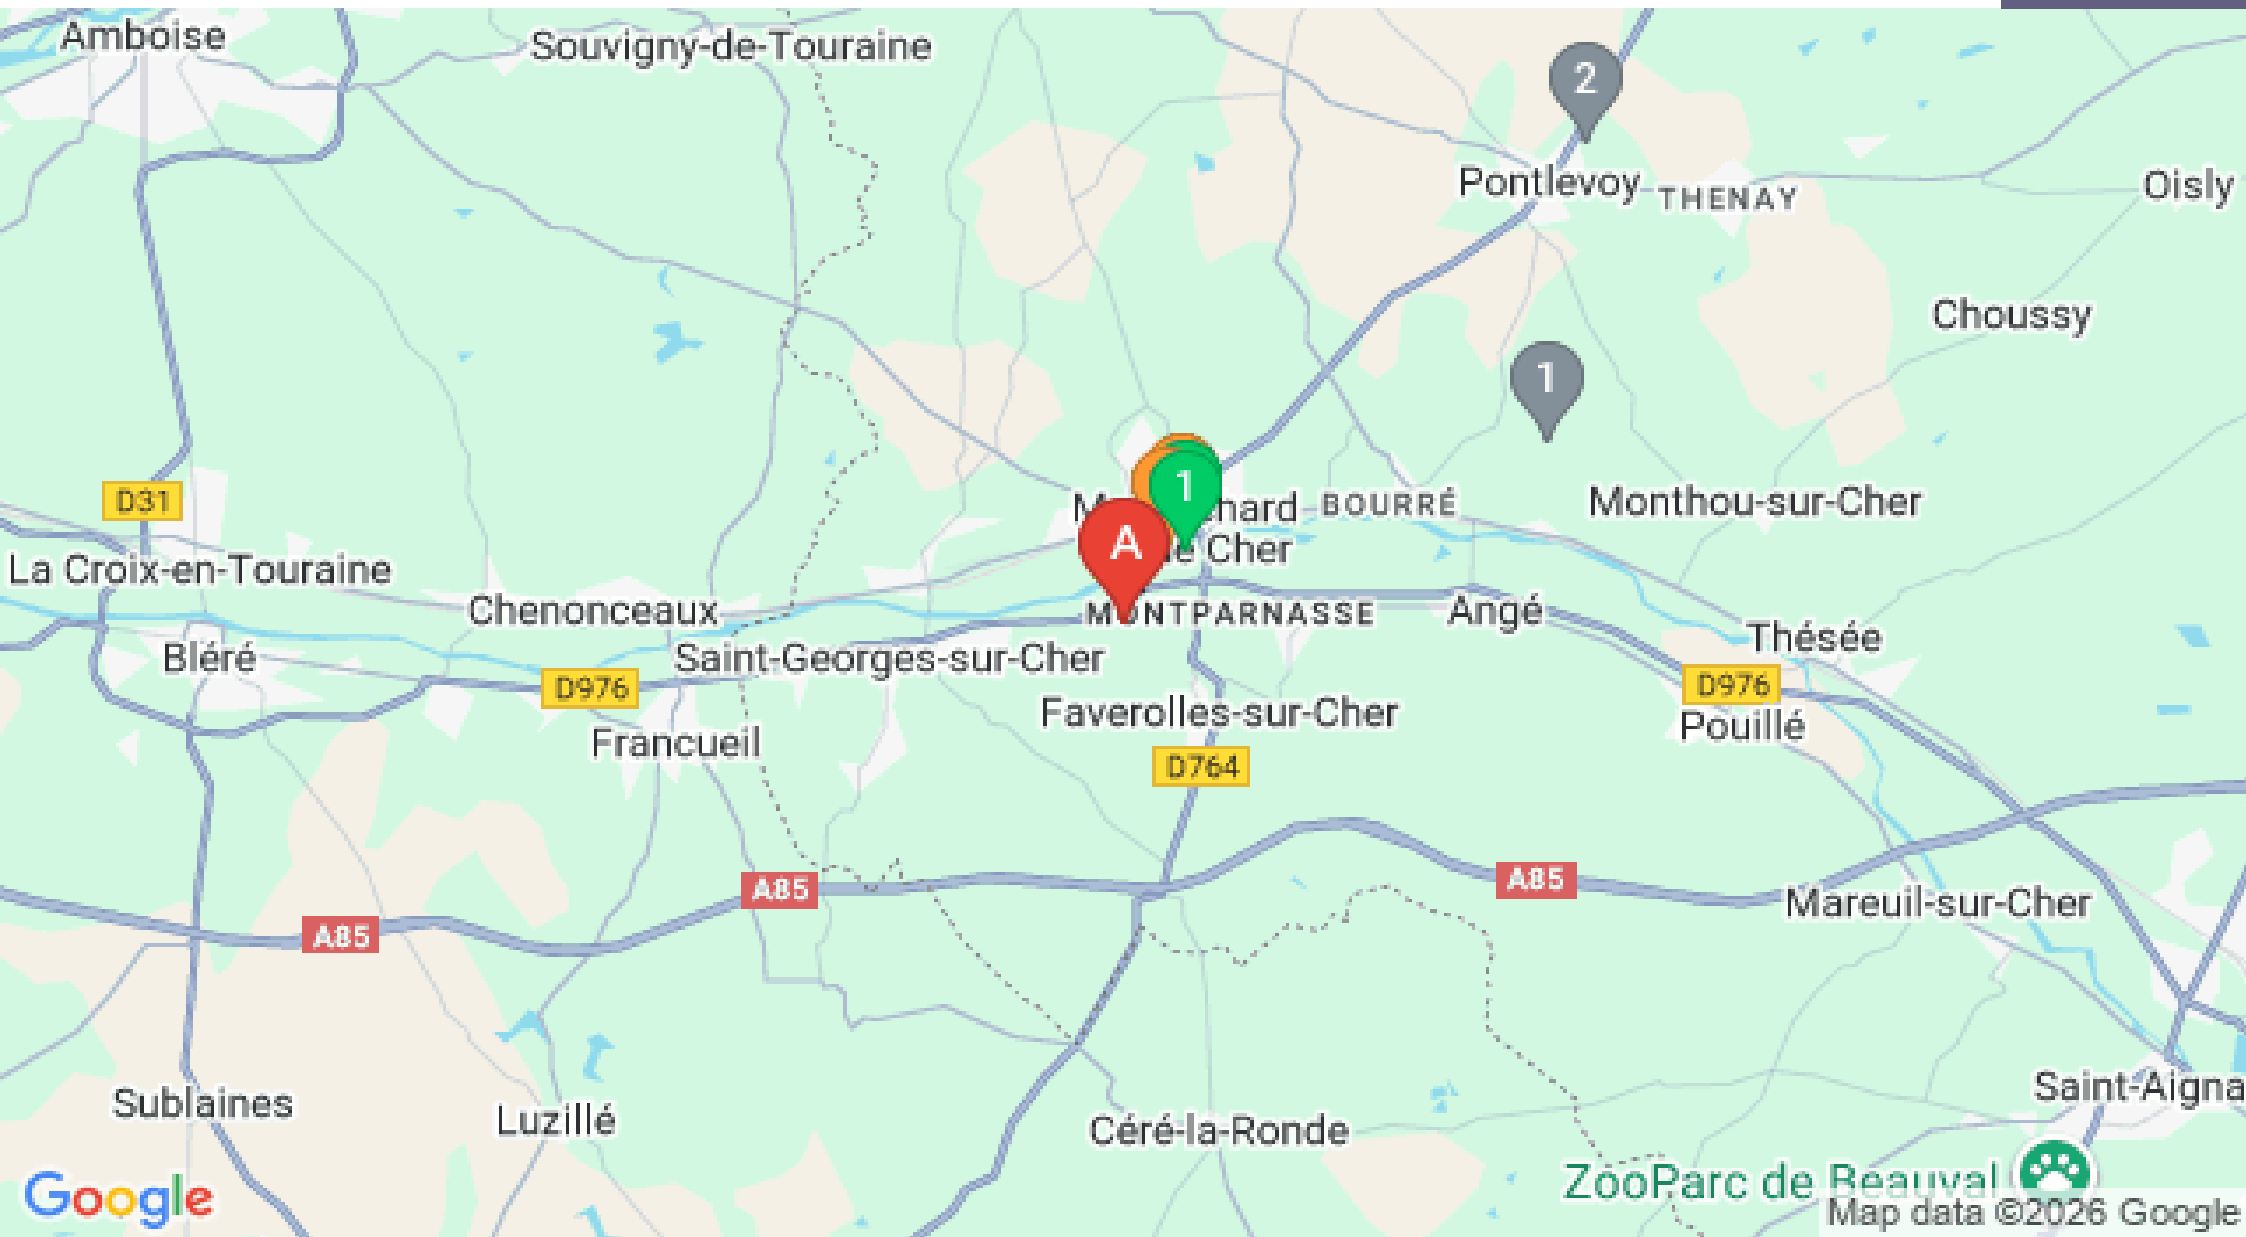 Amboise
Souvigny-de-Touraine
2
Pontlevoy
THENAY
Oisly
Choussy
1
1
D31
BOURRÉ
Monthou-sur-Cher
A
Cher
La Croix-en-Touraine
Chenonceaux
MONTPARNASSE
Angé
Thésée
Bléré
Saint-Georges-sur-Cher
D976
D976
Faverolles-sur-Cher
Pouillé
Francueil
D764
A85
A85
Mareuil-sur-Cher
A85
Saint-Aigna
Sublaines
Luzillé
Céré-la-Ronde
ZooParc de Beauval
Google
Map data ©2026 Google